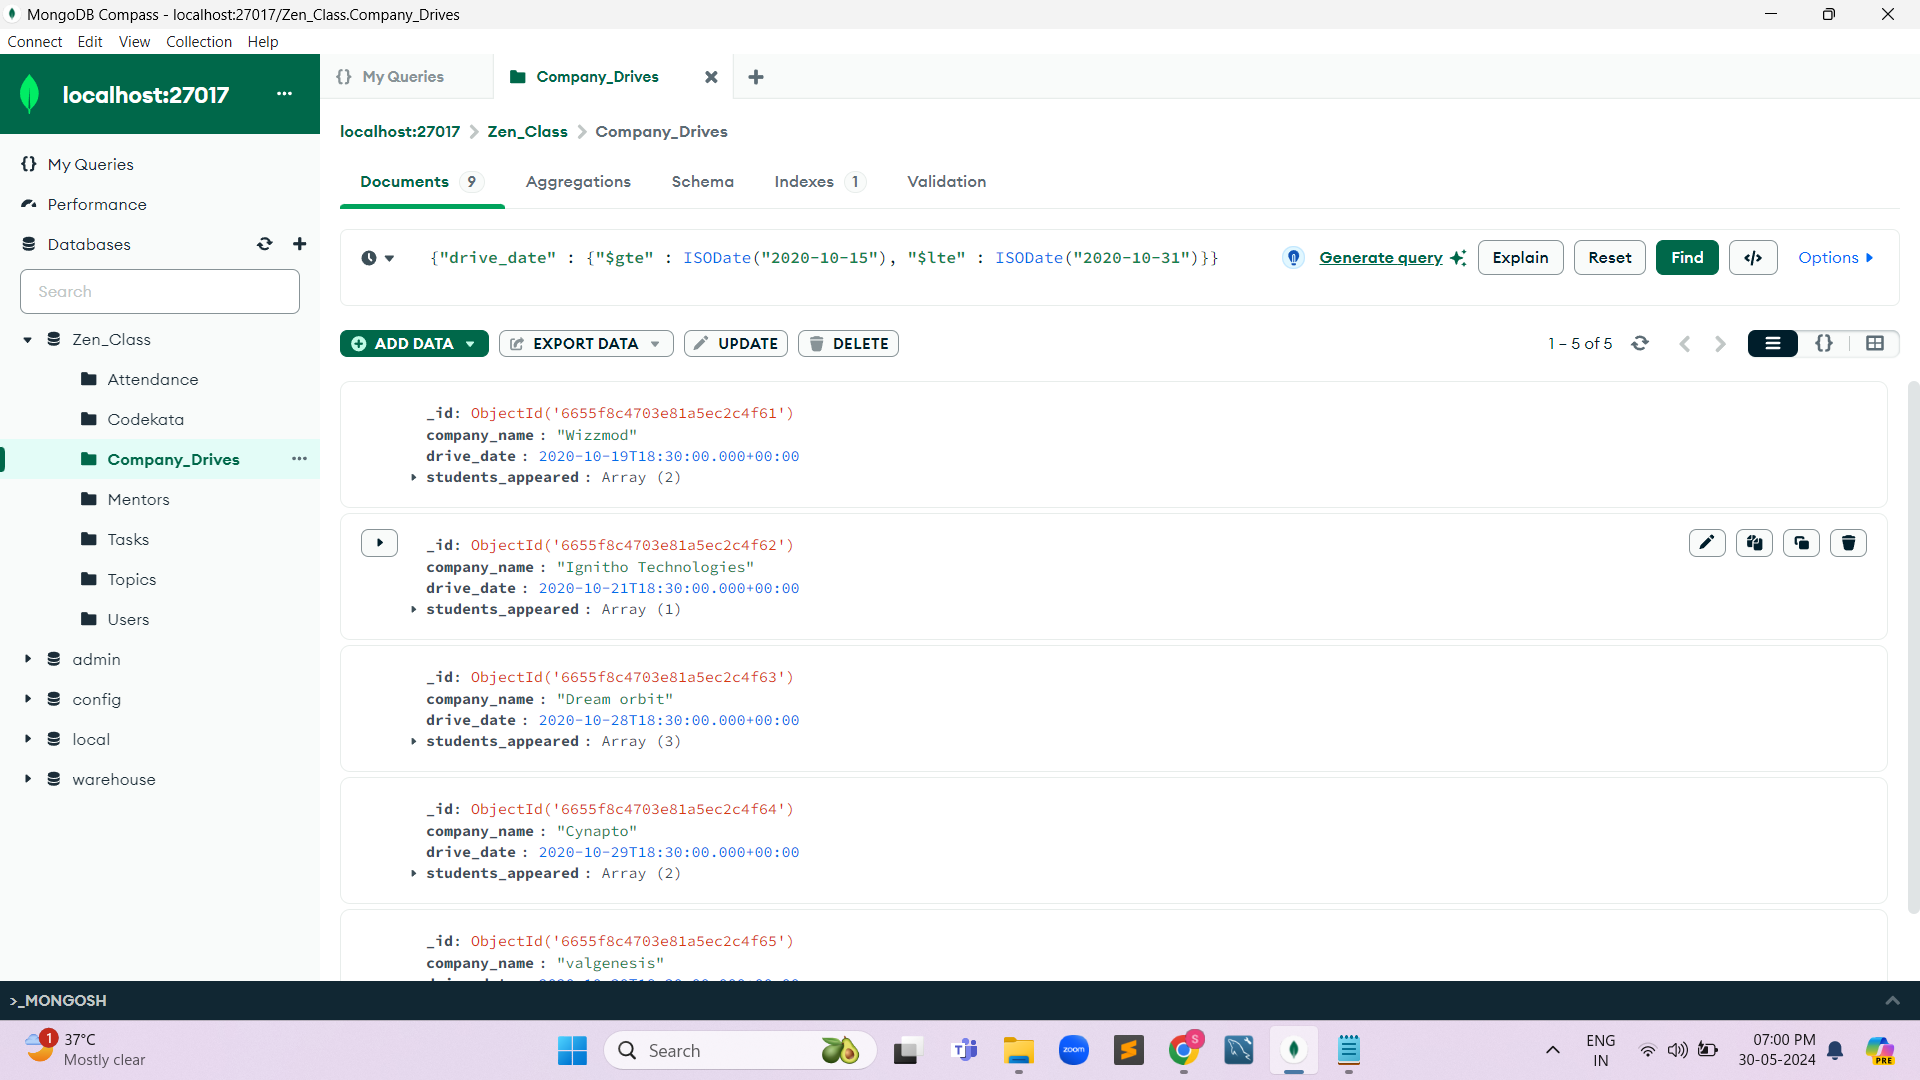 MongoDB Compass - localhost:27017/Zen_Class.Company_Drives
Connect Edit View Collection Help
localhost:27017 ...
{} My Queries
Company_Drives
localhost:27017 > Zen_Class > Company_Drives
My Queries
Performance
Databases
Search
Zen_Class
Attendance
Codekata
Company_Drives ...
Mentors
Tasks
Topics
Users
admin
config
local
warehouse
Documents 9 Aggregations Schema Indexes 1 Validation
{"drive_date" : {"$gte" : ISODate("2020-10-15"), "$lte" : ISODate("2020-10-31")}}
Generate query Explain Reset Find </> Options
ADD DATA EXPORT DATA UPDATE DELETE
1 – 5 of 5 {}
_id: ObjectId('6655f8c4703e81a5ec2c4f61')
company_name : "Wizzmod"
drive_date : 2020-10-19T18:30:00.000+00:00
students_appeared : Array (2)
_id: ObjectId('6655f8c4703e81a5ec2c4f62')
company_name : "Ignitho Technologies"
drive_date : 2020-10-21T18:30:00.000+00:00
students_appeared : Array (1)
_id: ObjectId('6655f8c4703e81a5ec2c4f63')
company_name : "Dream orbit"
drive_date : 2020-10-28T18:30:00.000+00:00
students_appeared : Array (3)
_id: ObjectId('6655f8c4703e81a5ec2c4f64')
company_name : "Cynapto"
drive_date : 2020-10-29T18:30:00.000+00:00
students_appeared : Array (2)
_id: ObjectId('6655f8c4703e81a5ec2c4f65')
company_name : "valgenesis"
>_MONGOSH
1
37°C
Mostly clear
Search
zoom
S
ENG
IN
07:00 PM
30-05-2024
PRE